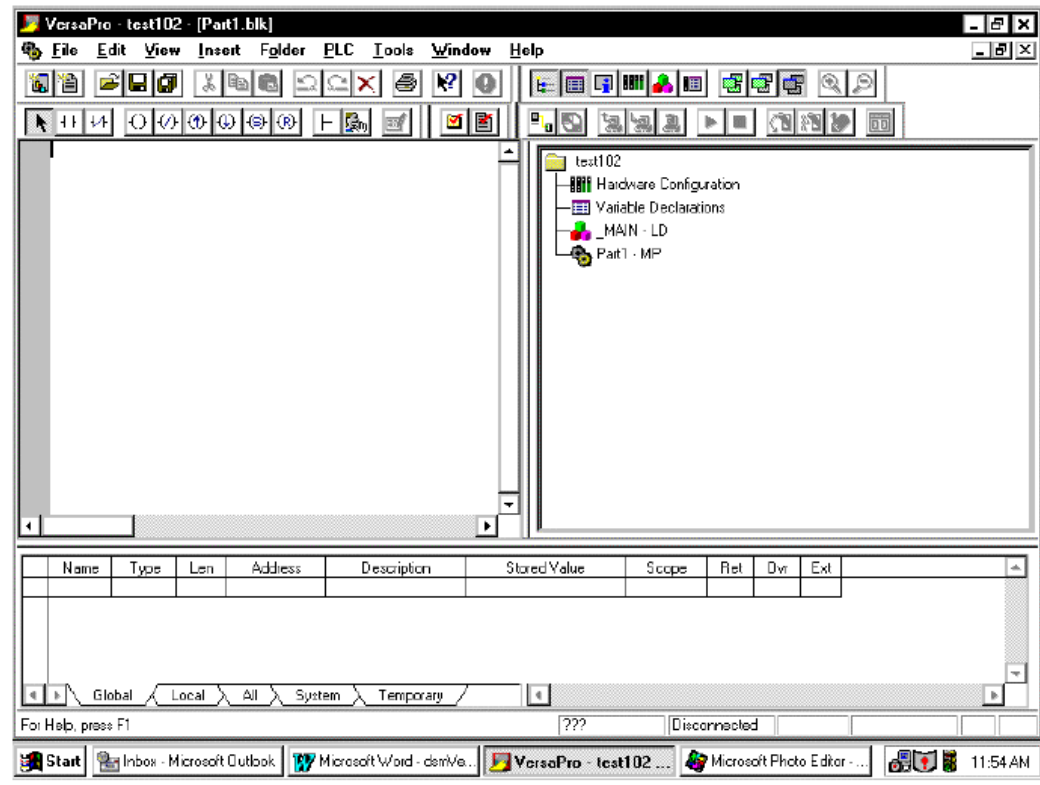 VersaPro - test102 - [Part1.blk]
File Edit View Insert Folder PLC Tools Window Help
test102
Hardware Configuration
Variable Declarations
_MAIN - LD
Part1 - MP
Name Type Len Address Description Stored Value Scope Ret Ovr Ext
Global Local All System Temporary
For Help, press F1 ??? Disconnected
Start Inbox - Microsoft Outlook Microsoft Word - demVe... VersaPro - test102 ... Microsoft Photo Editor - ... 11:54 AM